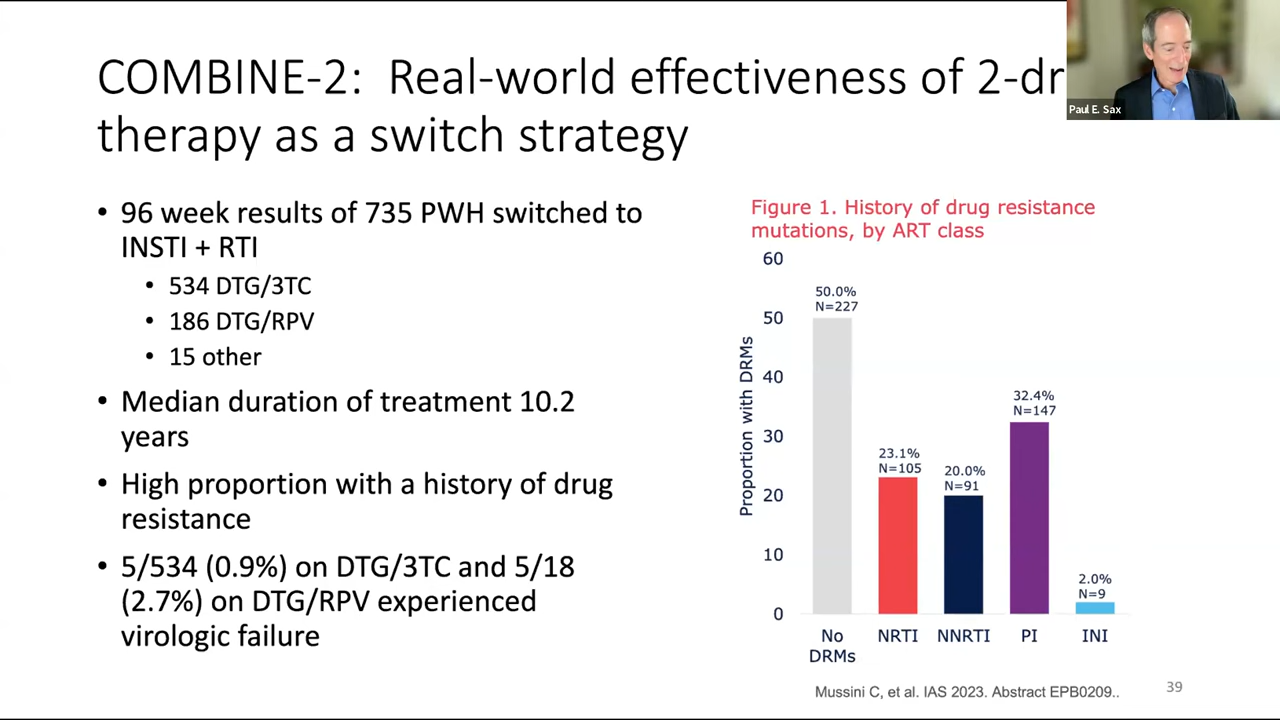 COMBINE-2: Real-world effectiveness of 2-dr
therapy as a switch strategy
Paul E. Sax
• 96 week results of 735 PWH switched to
INSTI + RTI
• 534 DTG/3TC
• 186 DTG/RPV
• 15 other
• Median duration of treatment 10.2
years
• High proportion with a history of drug
resistance
• 5/534 (0.9%) on DTG/3TC and 5/18
(2.7%) on DTG/RPV experienced
virologic failure
Figure 1. History of drug resistance
mutations, by ART class
Proportion with DRMs
60
50
40
30
20
10
0
50.0%
N=227
23.1%
N=105
20.0%
N=91
32.4%
N=147
2.0%
N=9
No
DRMs
NRTI
NNRTI
PI
INI
Mussini C, et al. IAS 2023. Abstract EPB0209..
39